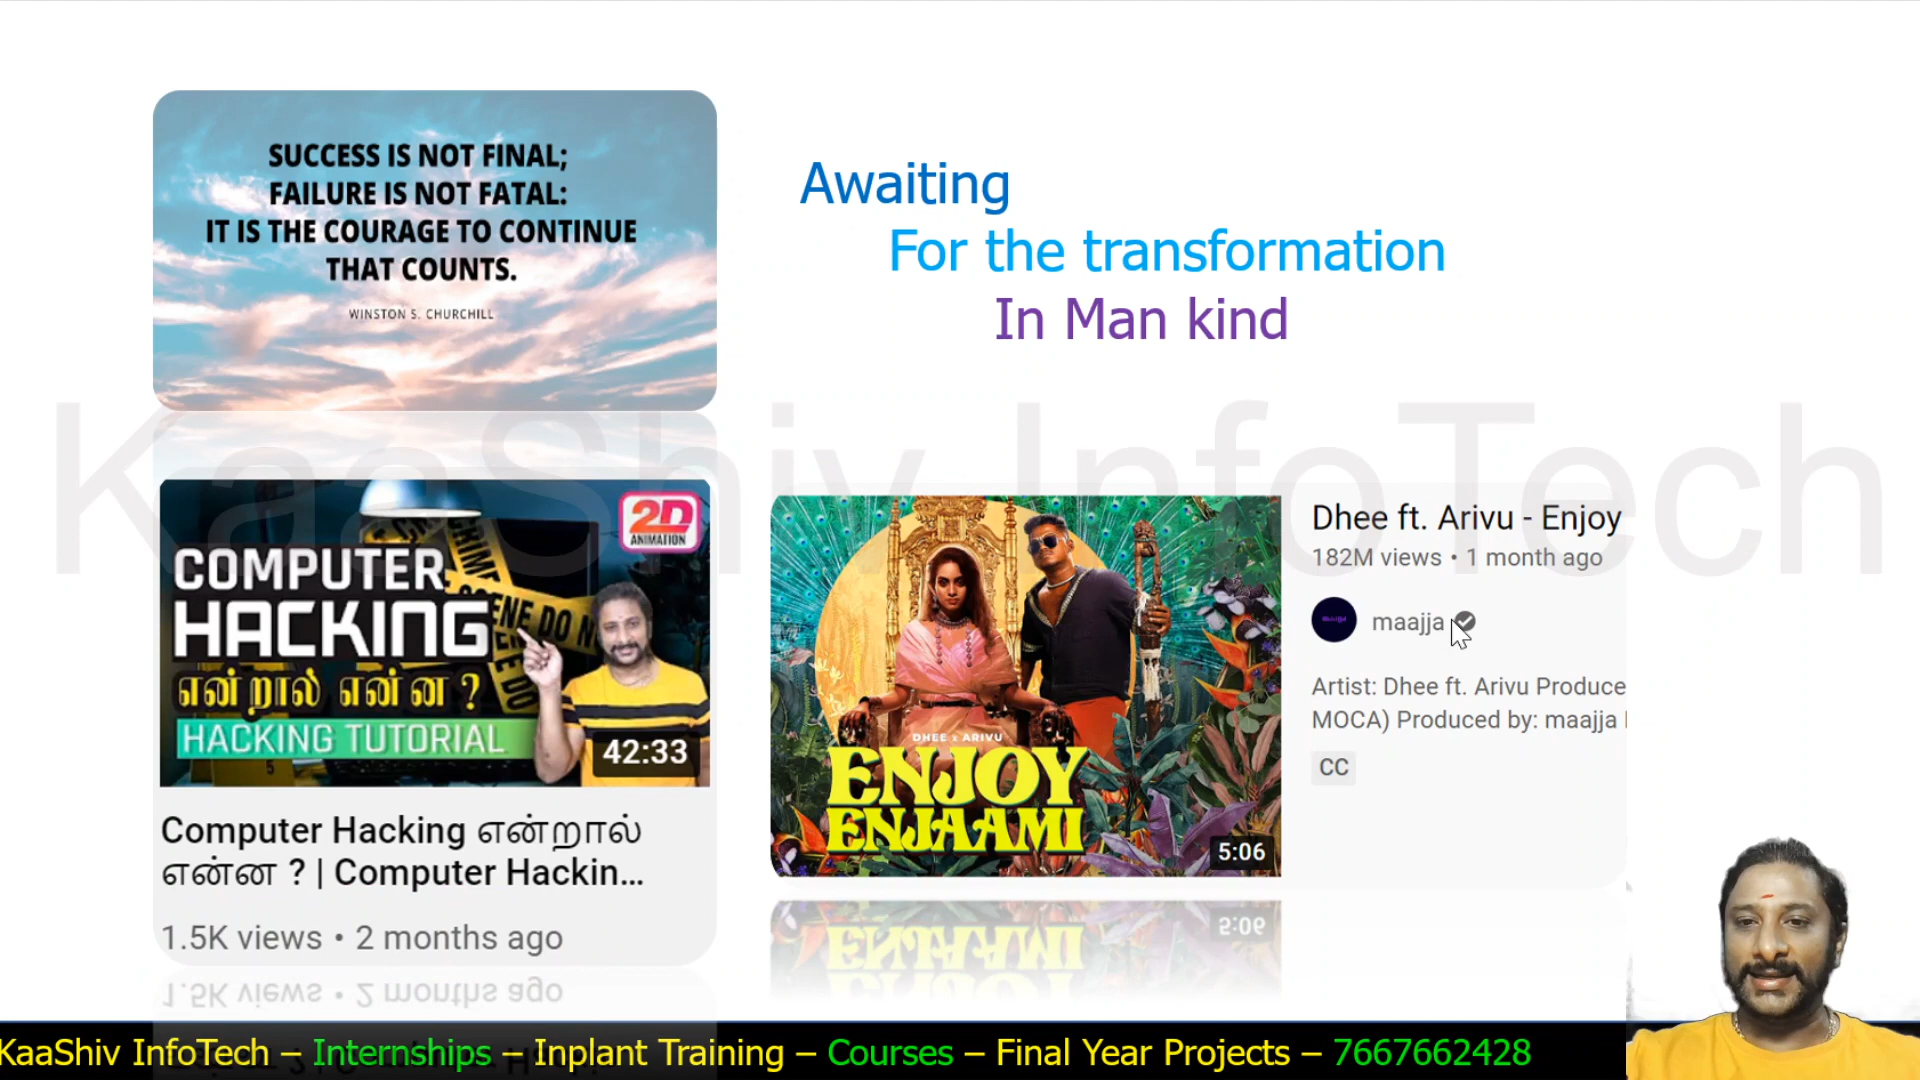 SUCCESS IS NOT FINAL;
FAILURE IS NOT FATAL:
IT IS THE COURAGE TO CONTINUE
THAT COUNTS.
WINSTON S. CHURCHILL
Awaiting
For the transformation
In Man kind
KaaShiv InfoTech
2D
ANIMATION
CRIME
SCENE DO N
COMPUTER
HACKING
என்றால் என்ன ?
HACKING TUTORIAL
42:33
Computer Hacking என்றால்
என்ன ? | Computer Hackin...
1.5K views • 2 months ago
DHEE x ARIVU
ENJOY
ENJAAMI
5:06
Dhee ft. Arivu - Enjoy
182M views • 1 month ago
maajja
Artist: Dhee ft. Arivu Produce
MOCA) Produced by: maajja
CC
KaaShiv InfoTech – Internships – Inplant Training – Courses – Final Year Projects – 7667662428